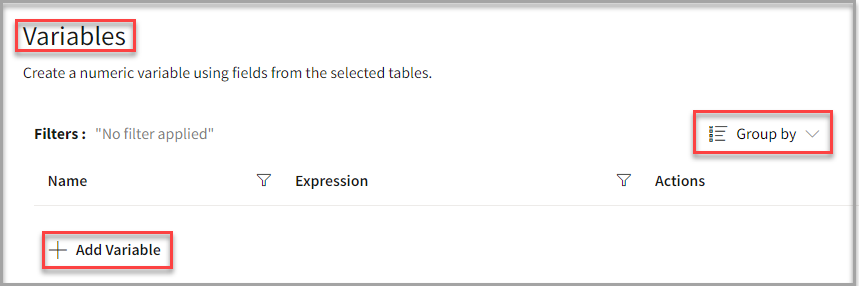 Variables
Create a numeric variable using fields from the selected tables.
Filters : "No filter applied"
Group by
Name Expression Actions
Add Variable